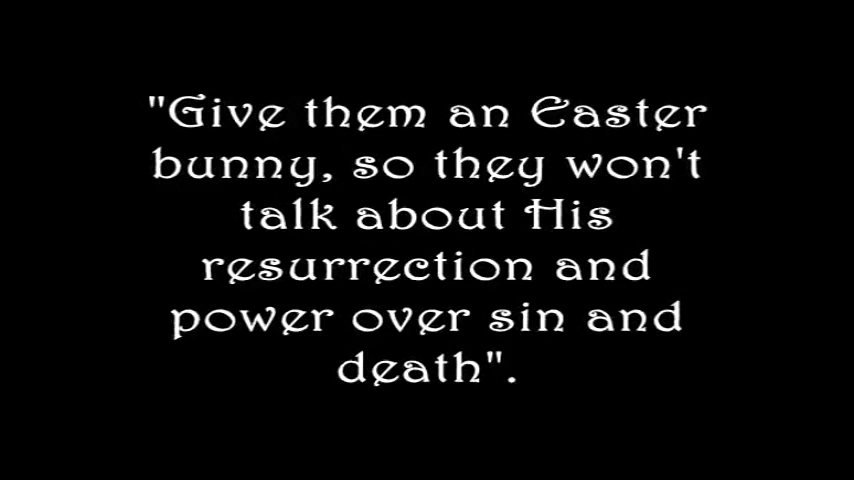 "Give them an Easter
bunny, so they won't
talk about His
resurrection and
power over sin and
death".